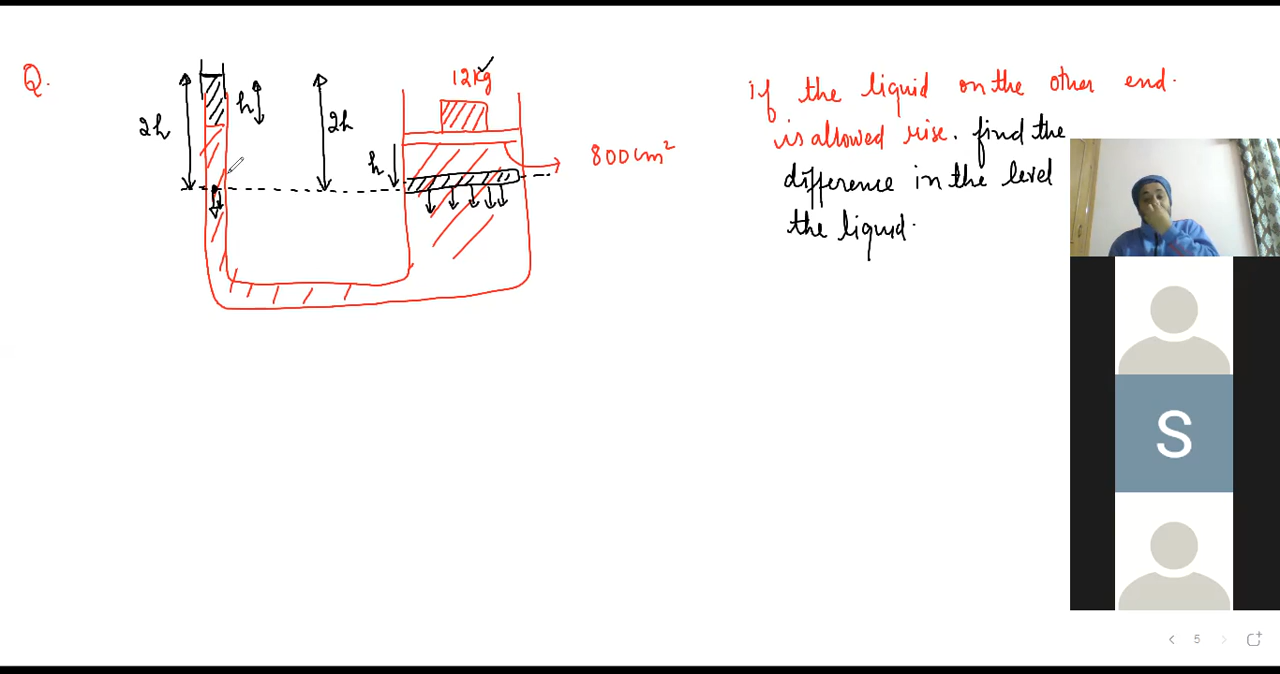 Q.
12kg
h
2h
2h
h
800cm²
if the liquid on the other end.
is allowed rise. find the
difference in the level
the liquid.
S
5